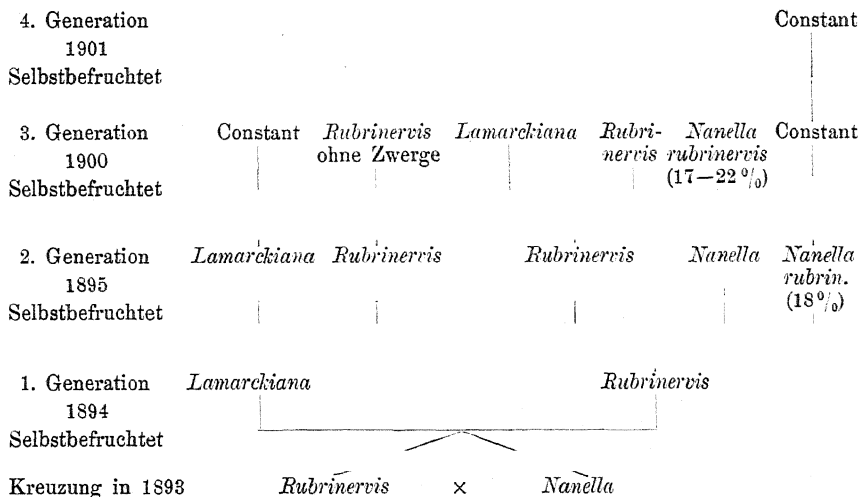 4. Generation Constant
1901
Selbstbefruchtet
3. Generation Constant Rubrinervis Lamarckiana Rubri- Nanella Constant
1900 ohne Zwerge nervis rubrinervis
Selbstbefruchtet (17—22 %)
2. Generation Lamarckiana Rubrinervis Rubrinervis Nanella Nanella
1895 rubrin.
Selbstbefruchtet (18 %)
1. Generation Lamarckiana Rubrinervis
1894
Selbstbefruchtet
Kreuzung in 1893 Rubrinervis × Nanella